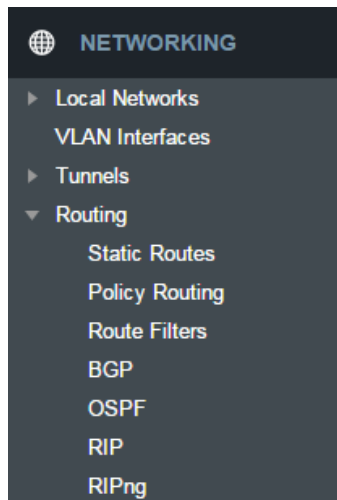 NETWORKING
Local Networks
VLAN Interfaces
Tunnels
Routing
Static Routes
Policy Routing
Route Filters
BGP
OSPF
RIP
RIPng